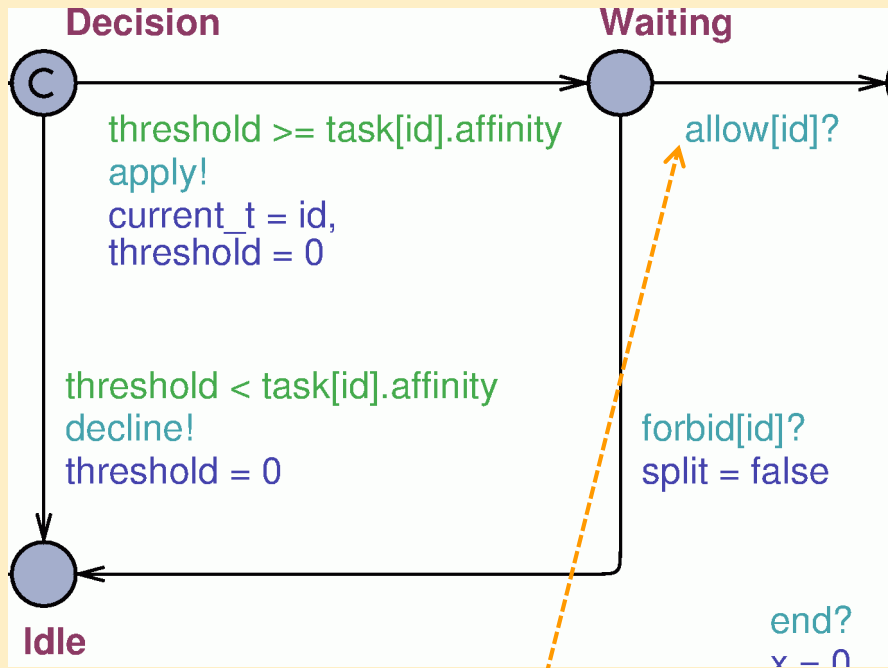 Decision
Waiting
C
threshold >= task[id].affinity
apply!
current_t = id,
threshold = 0
allow[id]?
threshold < task[id].affinity
decline!
threshold = 0
forbid[id]?
split = false
Idle
end?
x = 0